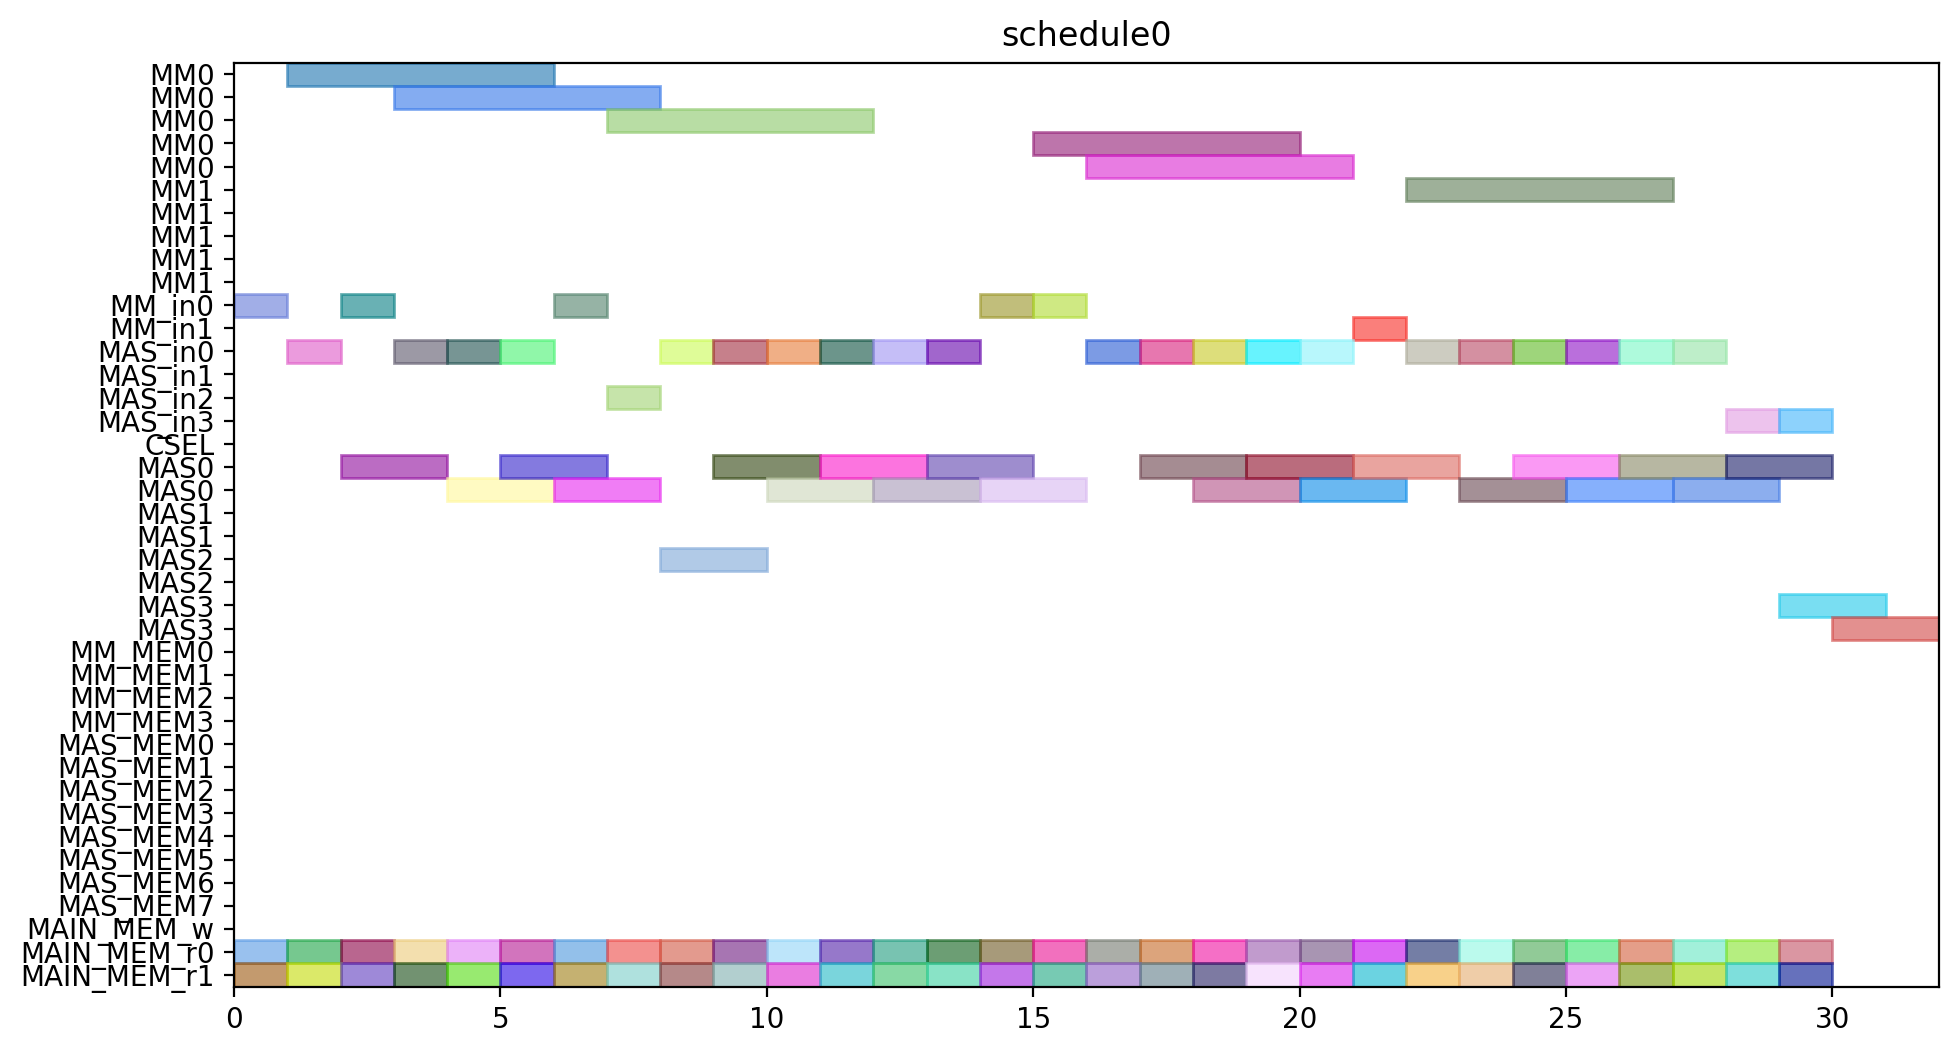 schedule0
MM0
MM0
MM0
MM0
MM0
MM1
MM1
MM1
MM1
MM1
MM_in0
MM_in1
MAS_in0
MAS_in1
MAS_in2
MAS_in3
CSEL
MAS0
MAS0
MAS1
MAS1
MAS2
MAS2
MAS3
MAS3
MM_MEM0
MM_MEM1
MM_MEM2
MM_MEM3
MAS_MEM0
MAS_MEM1
MAS_MEM2
MAS_MEM3
MAS_MEM4
MAS_MEM5
MAS_MEM6
MAS_MEM7
MAIN_MEM_w
MAIN_MEM_r0
MAIN_MEM_r1
0 5 10 15 20 25 30